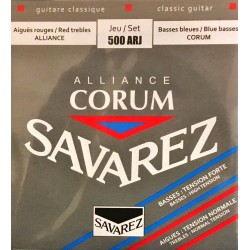 guitare classique
classic guitar
Aiguës rouges / Red trebles
ALLIANCE
Jeu / Set
500 ARJ
Basses bleues / Blue basses
CORUM
ALLIANCE
CORUM
SAVAREZ
BASSES - TENSION FORTE
BASSES - HIGH TENSION
SAVAREZ
AIGUES - TENSION NORMALE
TREBLES - NORMAL TENSION